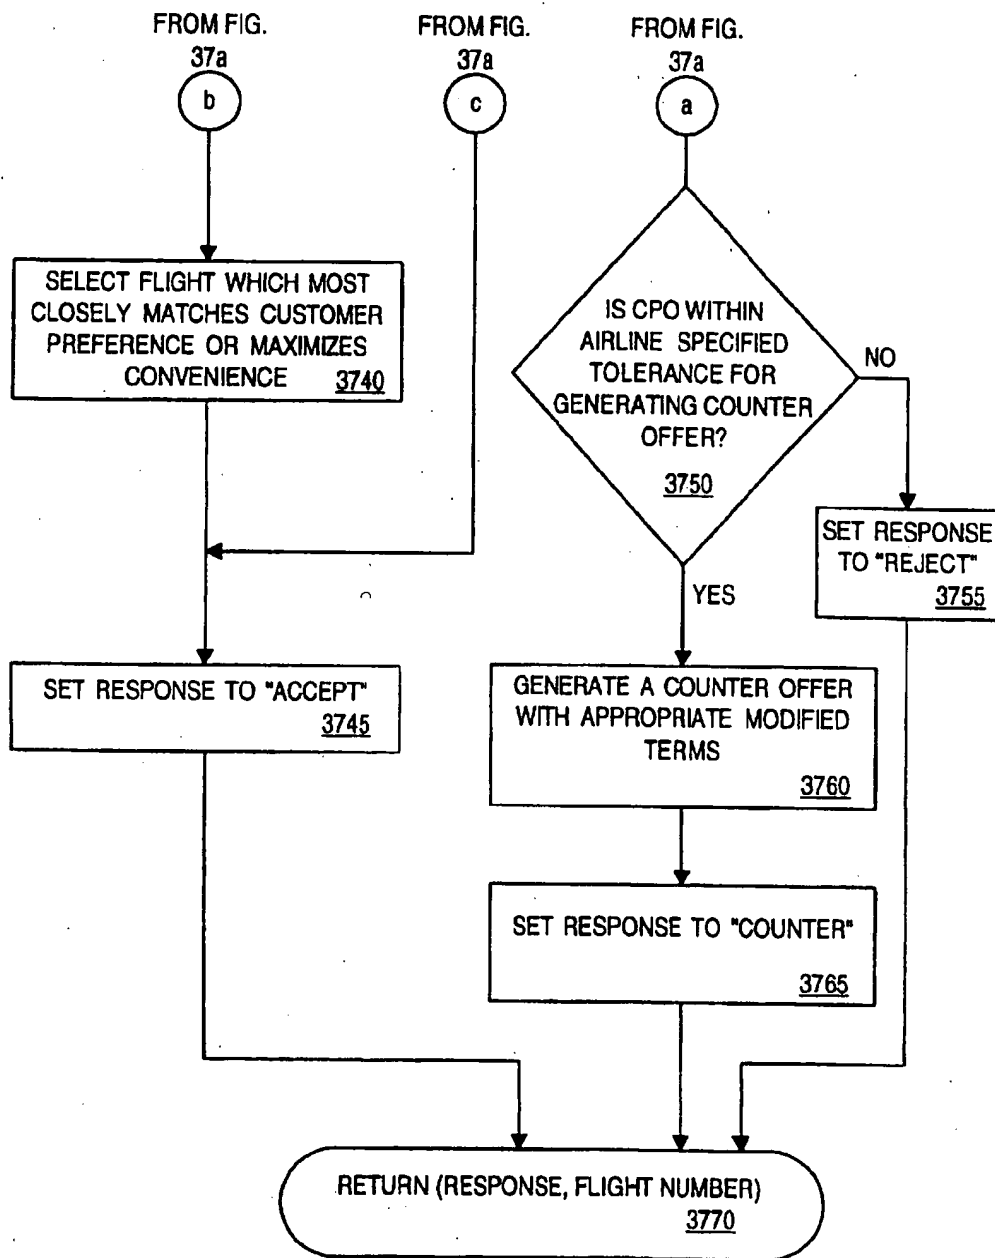 FROM FIG.
37a
b
FROM FIG.
37a
c
FROM FIG.
37a
a
SELECT FLIGHT WHICH MOST
CLOSELY MATCHES CUSTOMER
PREFERENCE OR MAXIMIZES
CONVENIENCE 3740
IS CPO WITHIN
AIRLINE SPECIFIED
TOLERANCE FOR
GENERATING COUNTER
OFFER?
3750
NO
SET RESPONSE
TO "REJECT"
3755
YES
SET RESPONSE TO "ACCEPT"
3745
GENERATE A COUNTER OFFER
WITH APPROPRIATE MODIFIED
TERMS
3760
SET RESPONSE TO "COUNTER"
3765
RETURN (RESPONSE, FLIGHT NUMBER)
3770